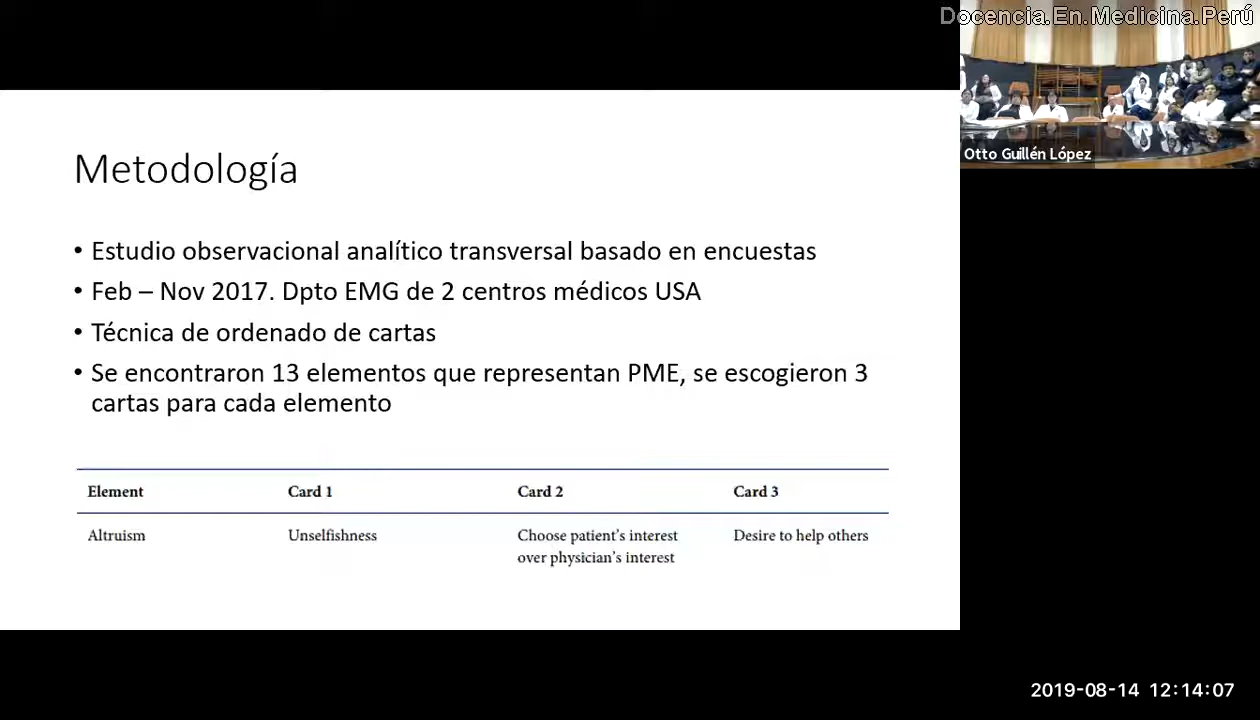 Docencia.En.Medicina.Perú
Otto Guillén López
Metodología
• Estudio observacional analítico transversal basado en encuestas
• Feb – Nov 2017. Dpto EMG de 2 centros médicos USA
• Técnica de ordenado de cartas
• Se encontraron 13 elementos que representan PME, se escogieron 3
cartas para cada elemento
Element Card 1 Card 2 Card 3
Altruism Unselfishness Choose patient's interest Desire to help others
over physician's interest
2019-08-14 12:14:07